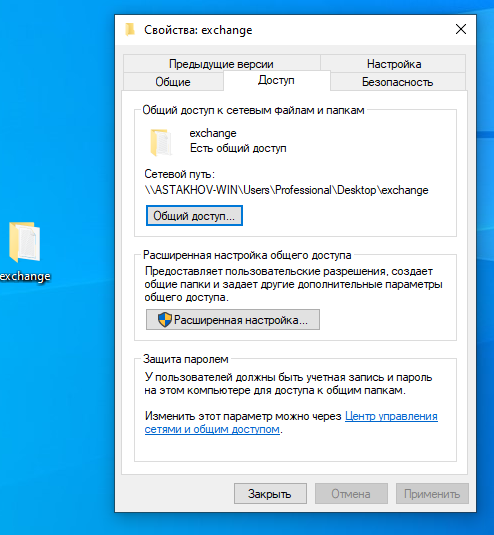 Свойства: exchange
Предыдущие версии
Настройка
Общие
Доступ
Безопасность
Общий доступ к сетевым файлам и папкам
exchange
Есть общий доступ
Сетевой путь:
\\ASTAKHOV-WIN\Users\Professional\Desktop\exchange
Общий доступ...
exchange
Расширенная настройка общего доступа
Предоставляет пользовательские разрешения, создает
общие папки и задает другие дополнительные параметры
общего доступа.
Расширенная настройка...
Защита паролем
У пользователей должны быть учетная запись и пароль
на этом компьютере для доступа к общим папкам.
Изменить этот параметр можно через Центр управления
сетями и общим доступом.
Закрыть
Отмена
Применить